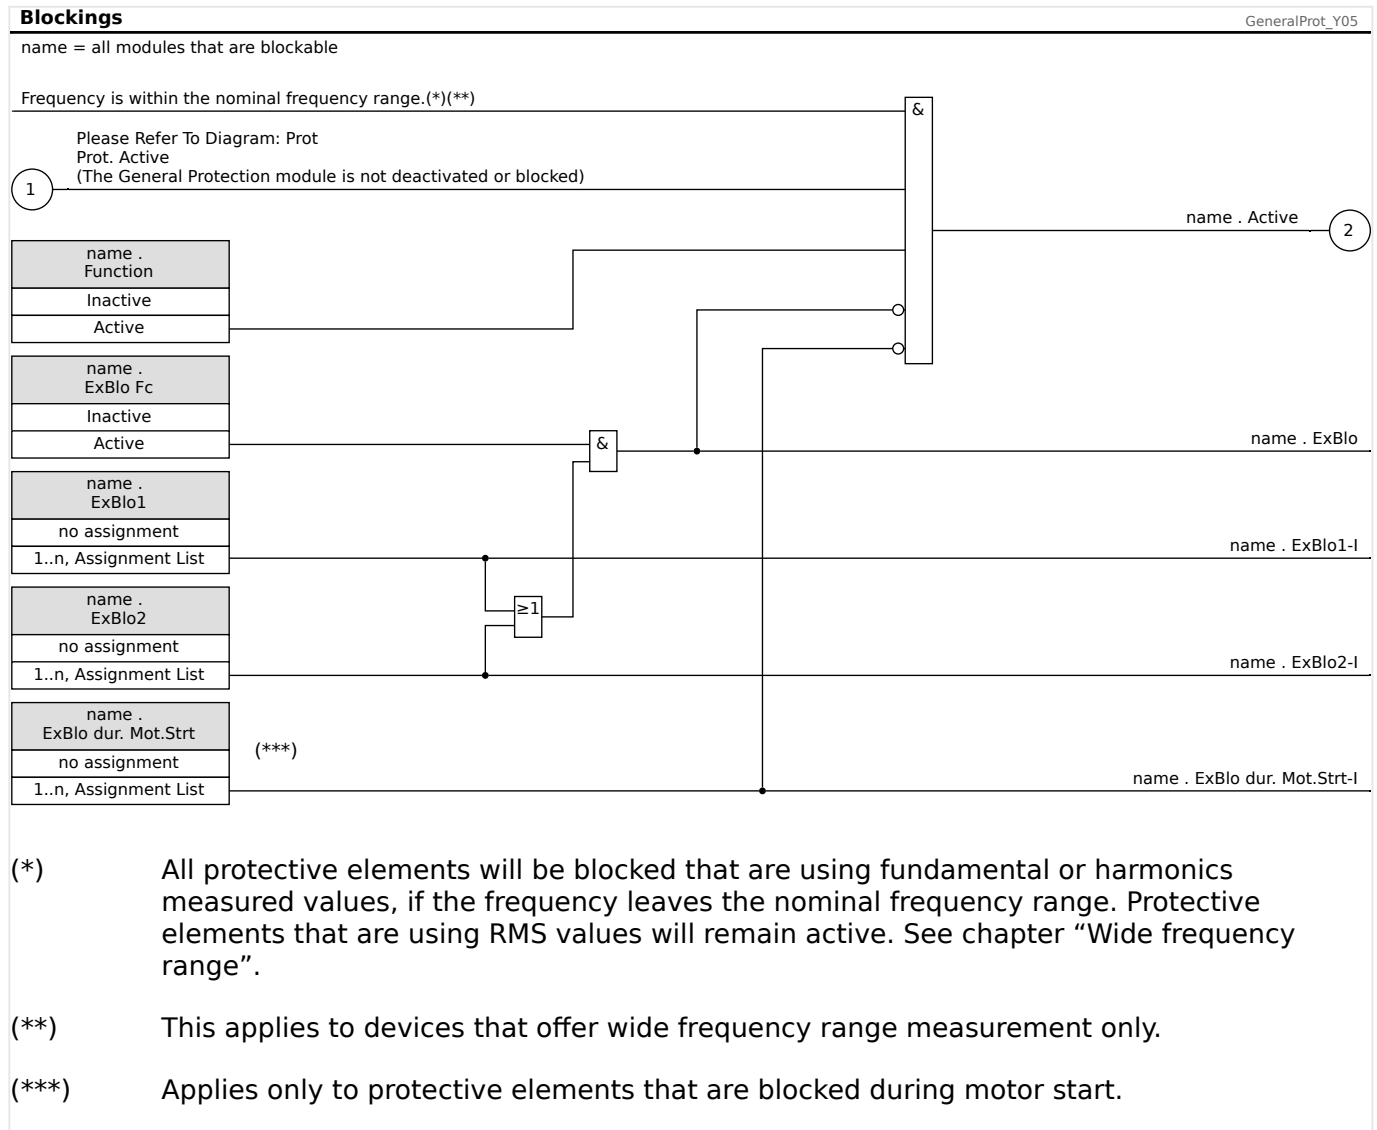 Blockings
GeneralProt_Y05
name = all modules that are blockable
Frequency is within the nominal frequency range.(*)(**)
&
Please Refer To Diagram: Prot
Prot. Active
(The General Protection module is not deactivated or blocked)
1
name . Active
2
name .
Function
Inactive
Active
name .
ExBlo Fc
Inactive
Active
&
name . ExBlo
name .
ExBlo1
no assignment
1..n, Assignment List
name . ExBlo1-I
name .
ExBlo2
≥1
no assignment
1..n, Assignment List
name . ExBlo2-I
name .
ExBlo dur. Mot.Strt
(***)
no assignment
1..n, Assignment List
name . ExBlo dur. Mot.Strt-I
(*) All protective elements will be blocked that are using fundamental or harmonics
measured values, if the frequency leaves the nominal frequency range. Protective
elements that are using RMS values will remain active. See chapter “Wide frequency
range”.
(**) This applies to devices that offer wide frequency range measurement only.
(***) Applies only to protective elements that are blocked during motor start.